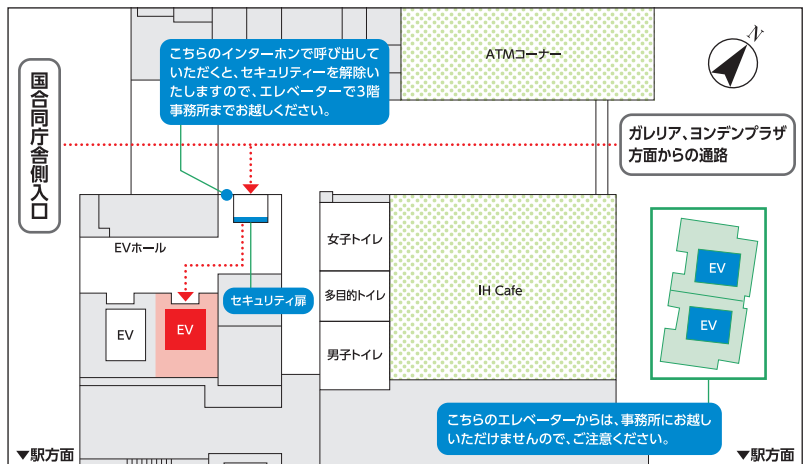 こちらのインターホンで呼び出して
いただくと、セキュリティーを解除い
たしますので、エレベーターで3階
事務所までお越しください。
ATMコーナー
N
国合同庁舎側入口
ガレリア、ヨンデンプラザ
方面からの通路
EVホール
女子トイレ
多目的トイレ
男子トイレ
IH Cafe
セキュリティ扉
EV
EV
EV
EV
こちらのエレベーターからは、事務所にお越し
いただけませんので、ご注意ください。
▼駅方面
▼駅方面